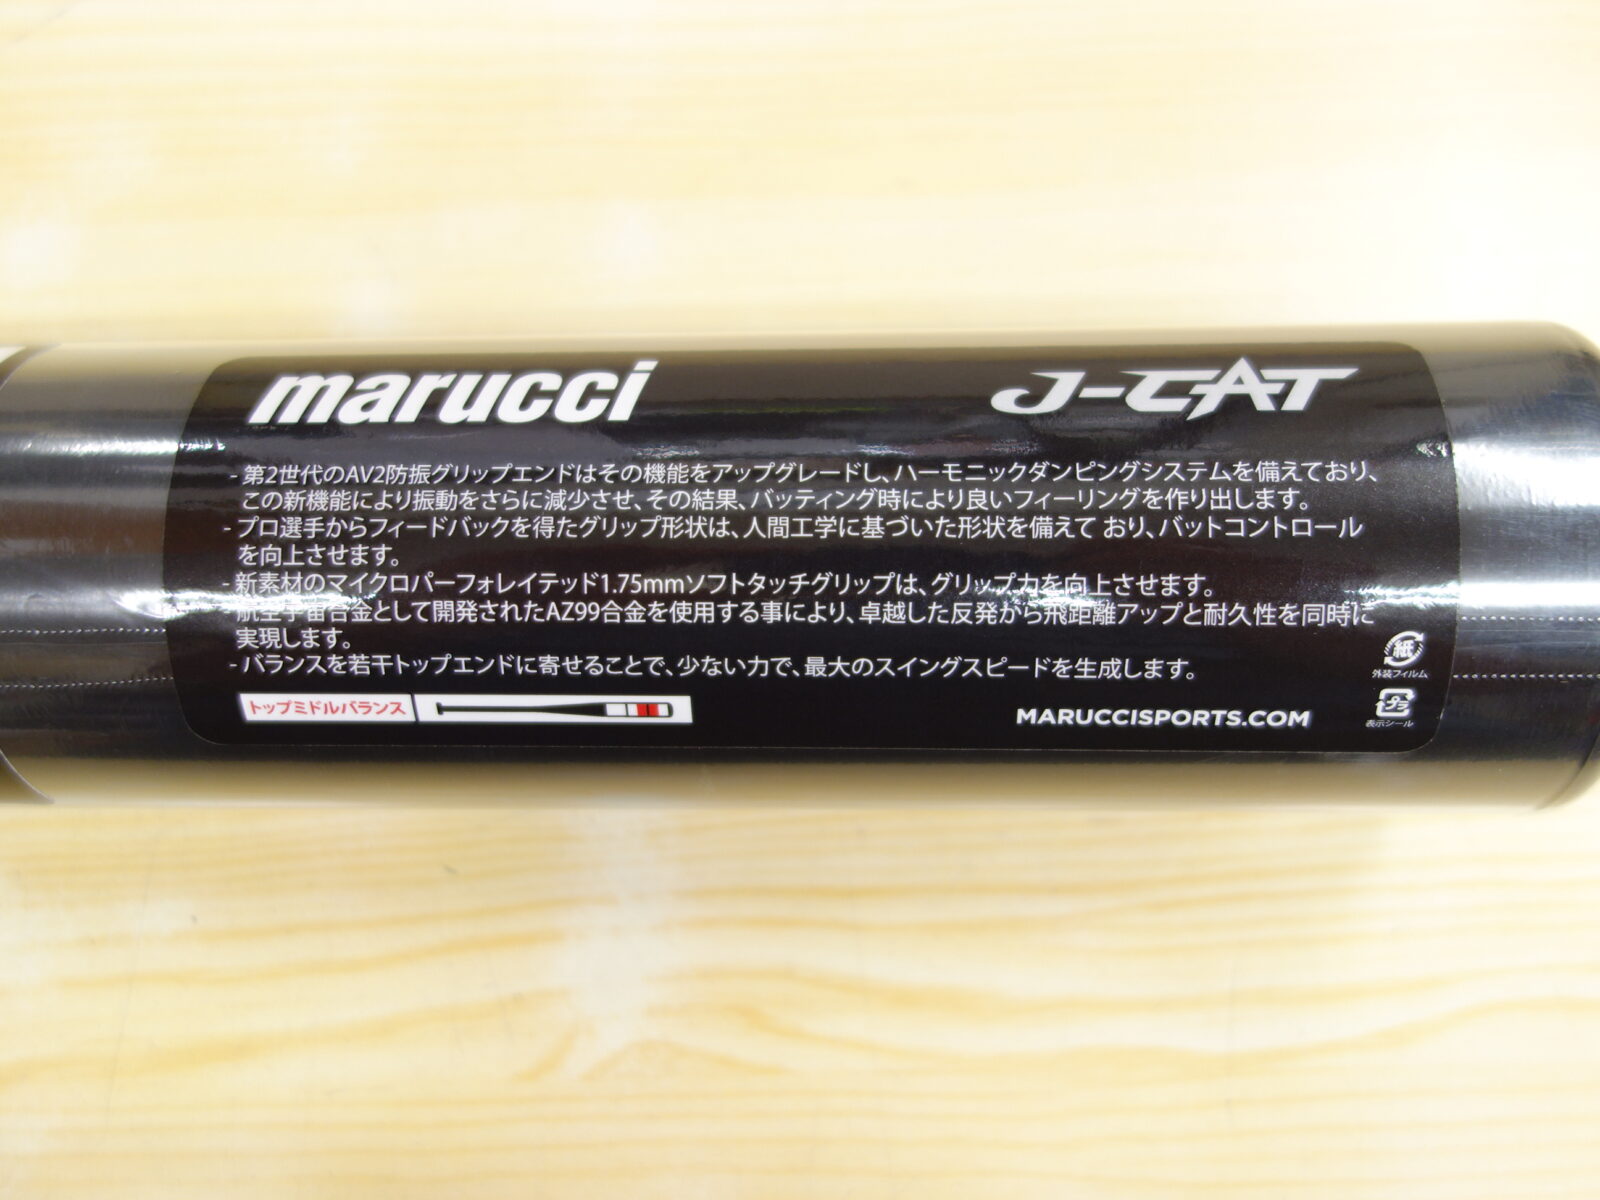 marucci
J-CAT
- 第2世代のAV2防振グリップエンドはその機能をアップグレードし、ハーモニックダンピングシステムを備えており、
この新機能により振動をさらに減少させ、その結果、バッティング時により良いフィーリングを作り出します。
- プロ選手からフィードバックを得たグリップ形状は、人間工学に基づいた形状を備えて おり、バットコントロール
を向上させます。
- 新素材のマイクロパーフォレイテッド1.75mmソフトタッチグリップは、グリップ力を向上させます。
航空宇宙合金として開発されたAZ99合金を使用する事により、卓越した反発から飛距離アップと耐久性を同時に
実現します。
- バランスを若干トップエンドに寄せることで、少ない力で、最大のスイングスピードを生成します。
トップミドルバランス
MARUCCISPORTS.COM
紙
外装フィルム
プラ
表示シール